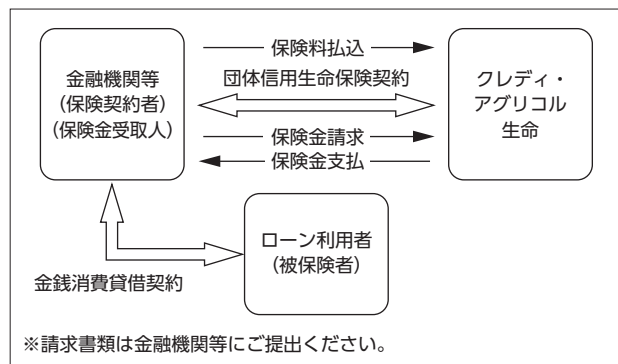 保険料払込
団体信用生命保険契約
金融機関等
(保険契約者)
(保険金受取人)
クレディ・
アグリコル
生命
保険金請求
保険金支払
ローン利用者
(被保険者)
金銭消費貸借契約
※請求書類は金融機関等にご提出ください。